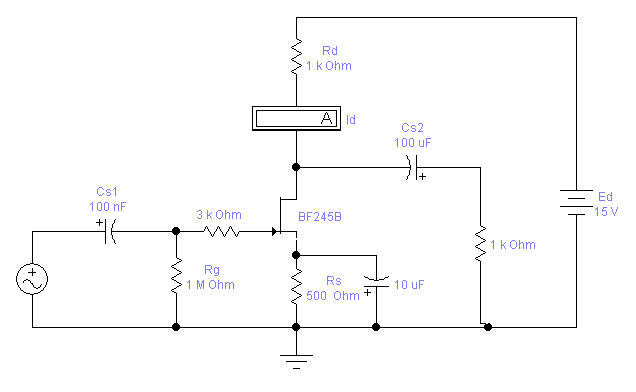 Rd
1 k Ohm
A
Id
Cs2
100 uF
+
Cs1
100 nF
+
3 k Ohm
BF245B
Ed
15 V
1 k Ohm
+
Rg
1 M Ohm
Rs
500 Ohm
10 uF
+